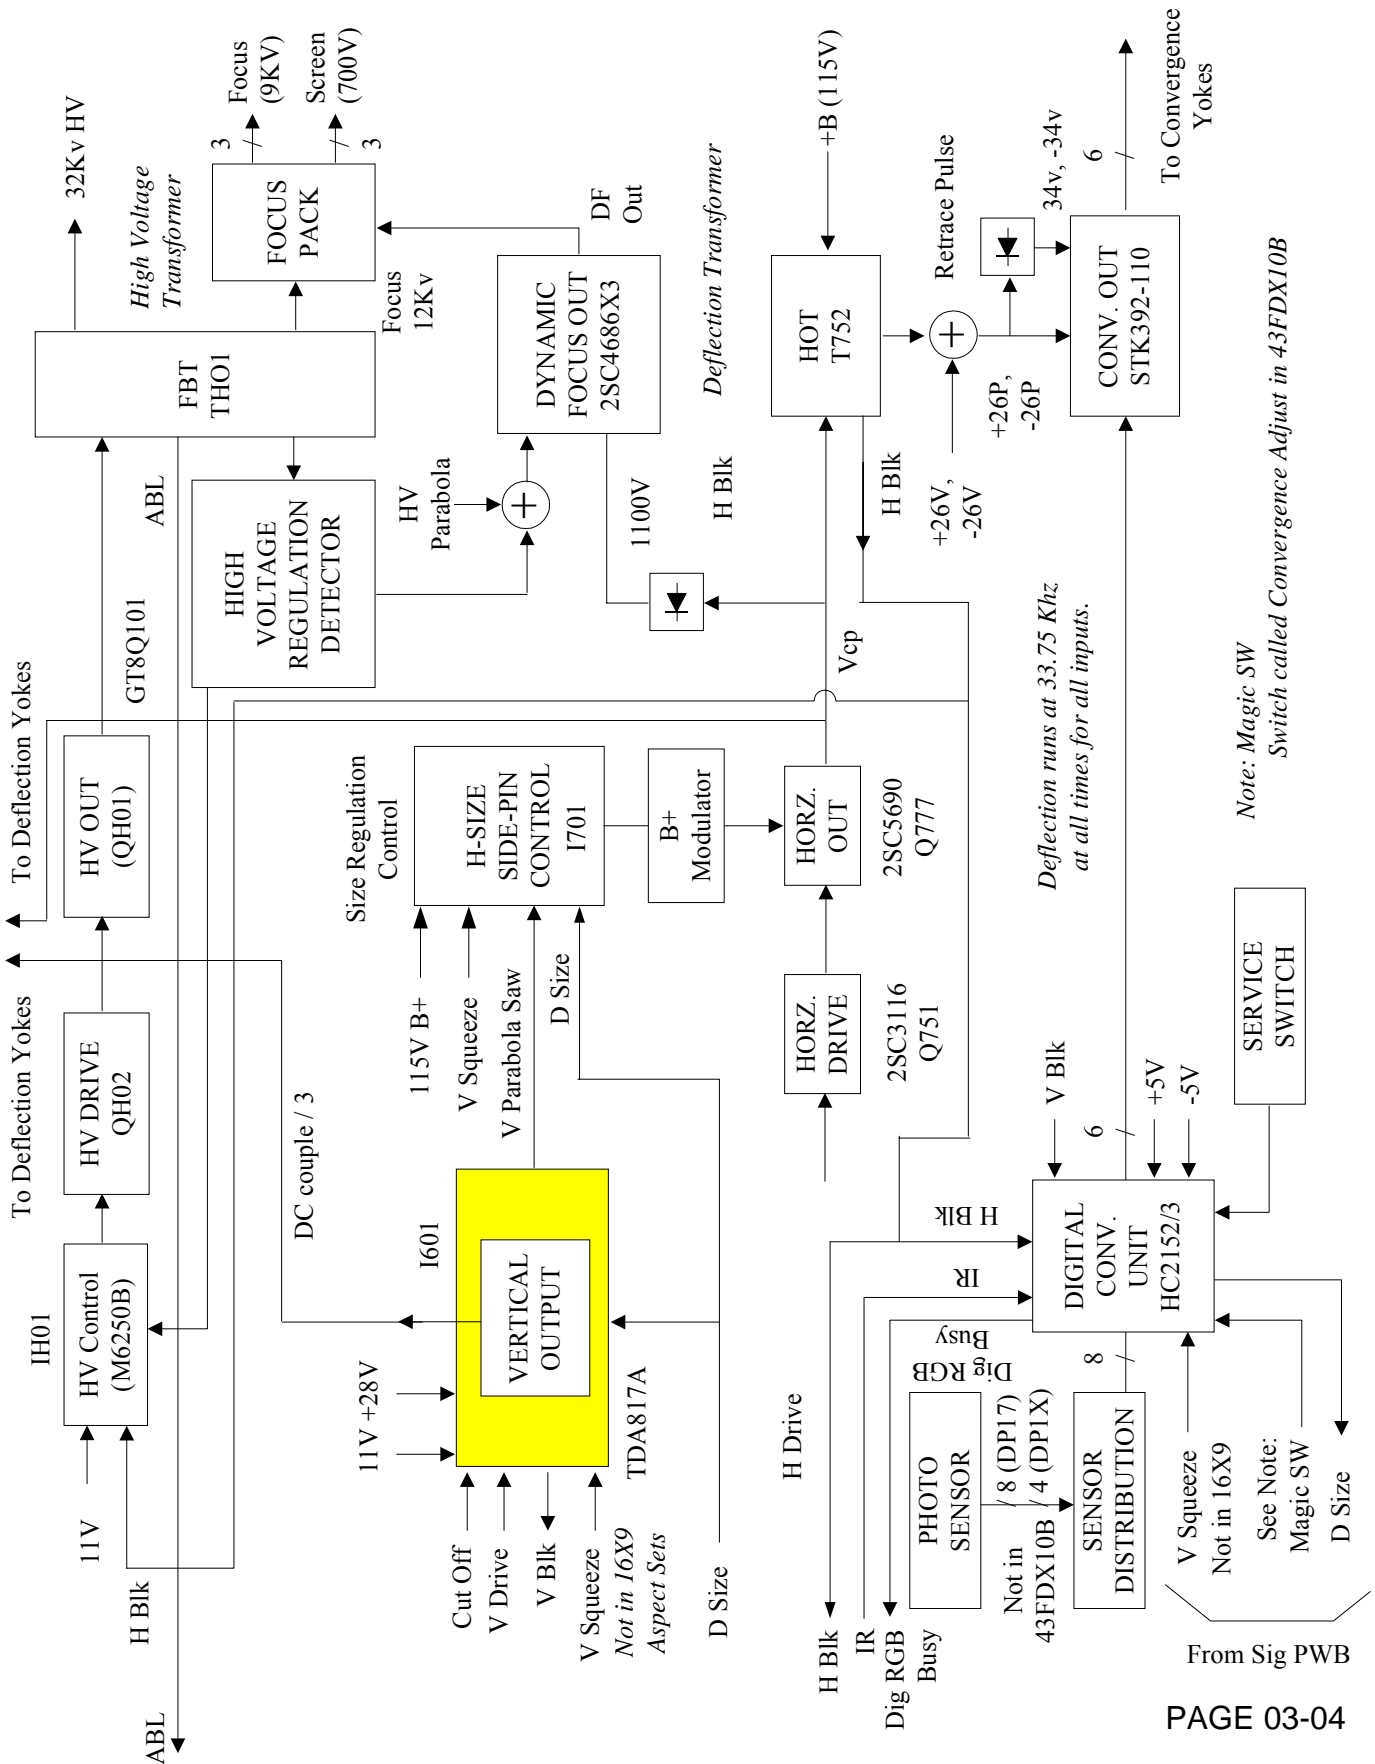 To Deflection Yokes
To Deflection Yokes
IH01
HV Control
(M6250B)
HV DRIVE
QH02
HV OUT
(QH01)
GT8Q101
FBT
THO1
32Kv HV
High Voltage
Transformer
FOCUS
PACK
3
/
Focus
(9KV)
Screen
(700V)
/
3
Focus
12Kv
11V
H Blk
ABL
ABL
HIGH
VOLTAGE
REGULATION
DETECTOR
HV
Parabola
+
DYNAMIC
FOCUS OUT
2SC4686X3
DF
Out
1100V
H Blk
Deflection Transformer
DC couple / 3
I601
11V +28V
Cut Off
V Drive
V Blk
V Squeeze
Not in 16X9
Aspect Sets
VERTICAL
OUTPUT
TDA817A
D Size
Size Regulation
Control
115V B+
V Squeeze
V Parabola Saw
D Size
H-SIZE
SIDE-PIN
CONTROL
I701
B+
Modulator
Vcp
HORZ.
DRIVE
2SC3116
Q751
HORZ.
OUT
2SC5690
Q777
HOT
T752
+B (115V)
H Blk
H Drive
+26V,
-26V
+
Retrace Pulse
+26P,
-26P
34v, -34v
CONV. OUT
STK392-110
6
/
To Convergence
Yokes
Deflection runs at 33.75 Khz
at all times for all inputs.
H Blk
IR
Dig RGB
Busy
H Blk
IR
Dig RGB
Busy
PHOTO
SENSOR
/ 8 (DP17)
/ 4 (DP1X)
Not in
43FDX10B
SENSOR
DISTRIBUTION
8
/
DIGITAL
CONV.
UNIT
HC2152/3
V Blk
6
/
+5V
-5V
SERVICE
SWITCH
V Squeeze
Not in 16X9
See Note:
Magic SW
D Size
From Sig PWB
Note: Magic SW
Switch called Convergence Adjust in 43FDX10B
PAGE 03-04